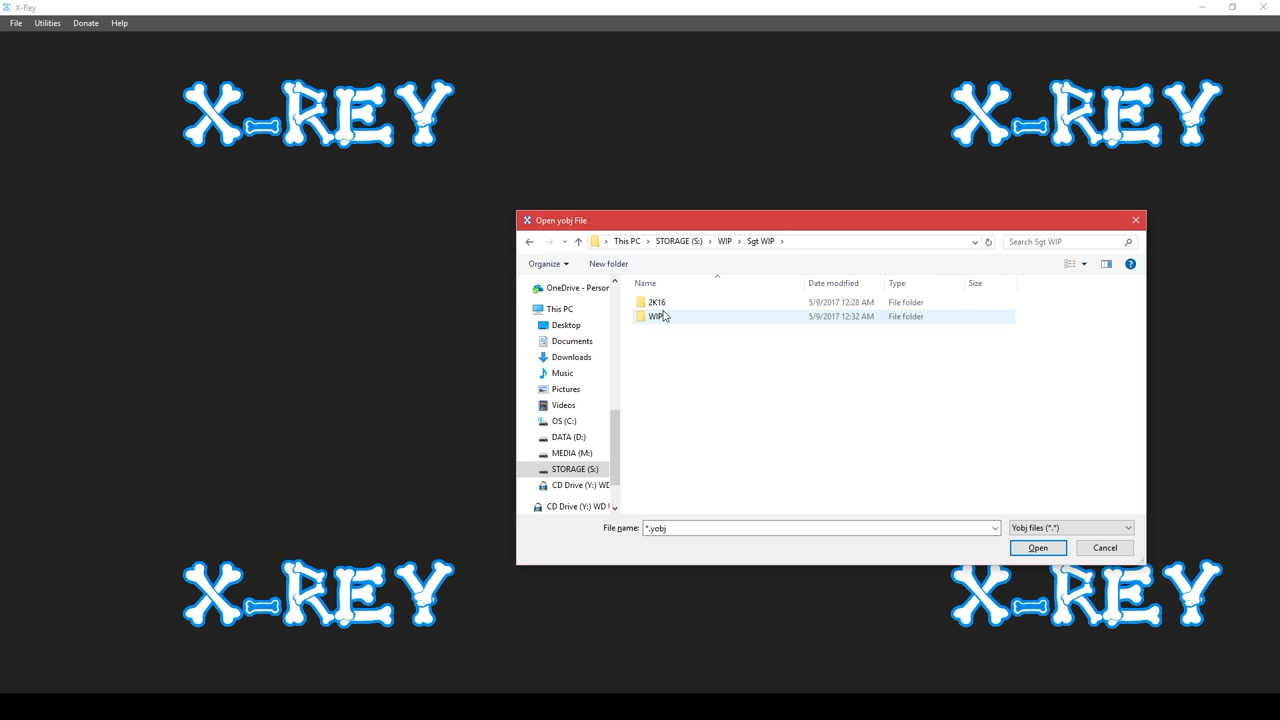 X-Rey
File Utilities Donate Help
X-REY X-REY
Open yobj File
This PC › STORAGE (S:) › WIP › Sgt WIP ›
Search Sgt WIP
Organize New folder
Name Date modified Type Size
2K16 5/9/2017 12:28 AM File folder
WIP 5/9/2017 12:32 AM File folder
OneDrive - Person
This PC
Desktop
Documents
Downloads
Music
Pictures
Videos
OS (C:)
DATA (D:)
MEDIA (M:)
STORAGE (S:)
CD Drive (Y:) WD
CD Drive (Y:) WD
File name: *.yobj Yobj files (*.*)
Open Cancel
X-REY X-REY